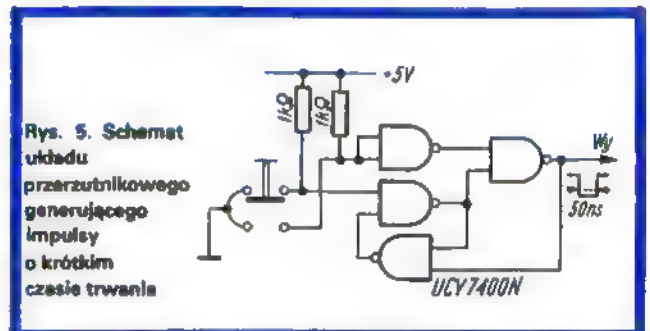 Rys. 5. Schemat
układu
przerzutnikowego
generującego
impulsy
o krótkim
czasie trwania
+5V
1kΩ
1kΩ
Wy
50ns
UCY7400N